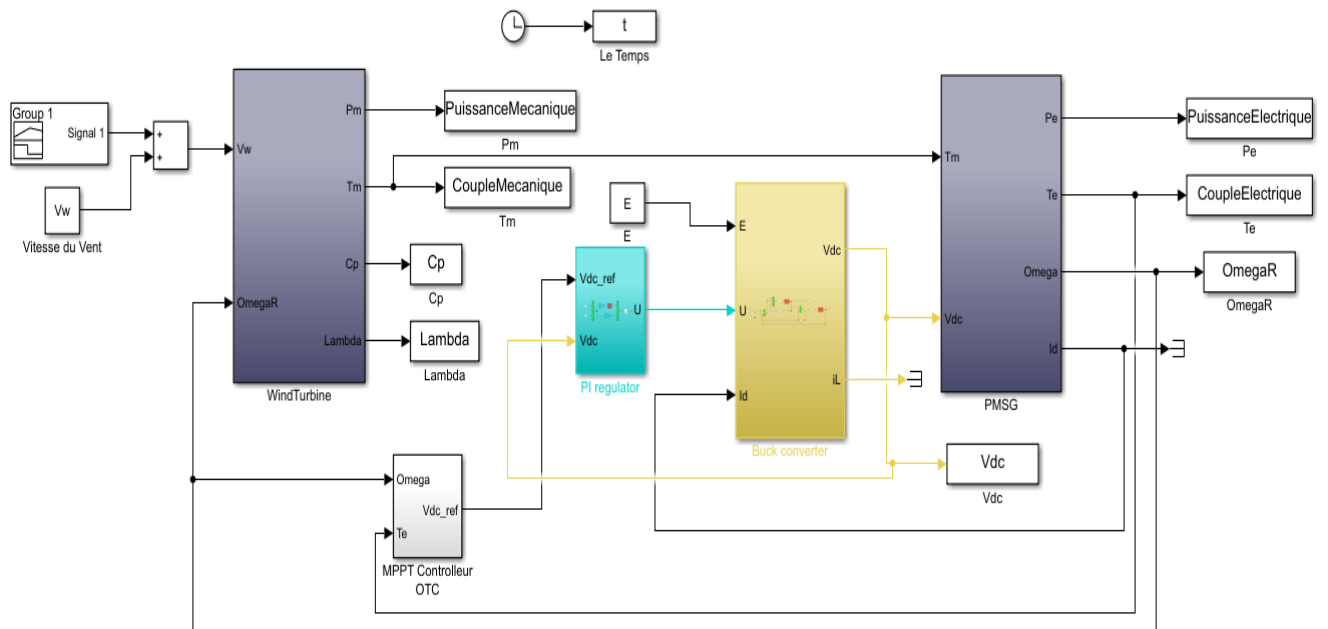 t
Le Temps
Group 1
Signal 1
+
+
Vw
Vitesse du Vent
Vw
OmegaR
Pm
Tm
Cp
Lambda
WindTurbine
PuissanceMecanique
Pm
CoupleMecanique
Tm
Cp
Cp
Lambda
Lambda
E
E
Vdc_ref
Vdc
U
PI regulator
E
U
Id
Vdc
iL
Buck converter
Omega
Te
Vdc_ref
MPPT Controlleur
OTC
Vdc
Vdc
Tm
Vdc
Pe
Te
Omega
Id
PMSG
PuissanceElectrique
Pe
CoupleElectrique
Te
OmegaR
OmegaR